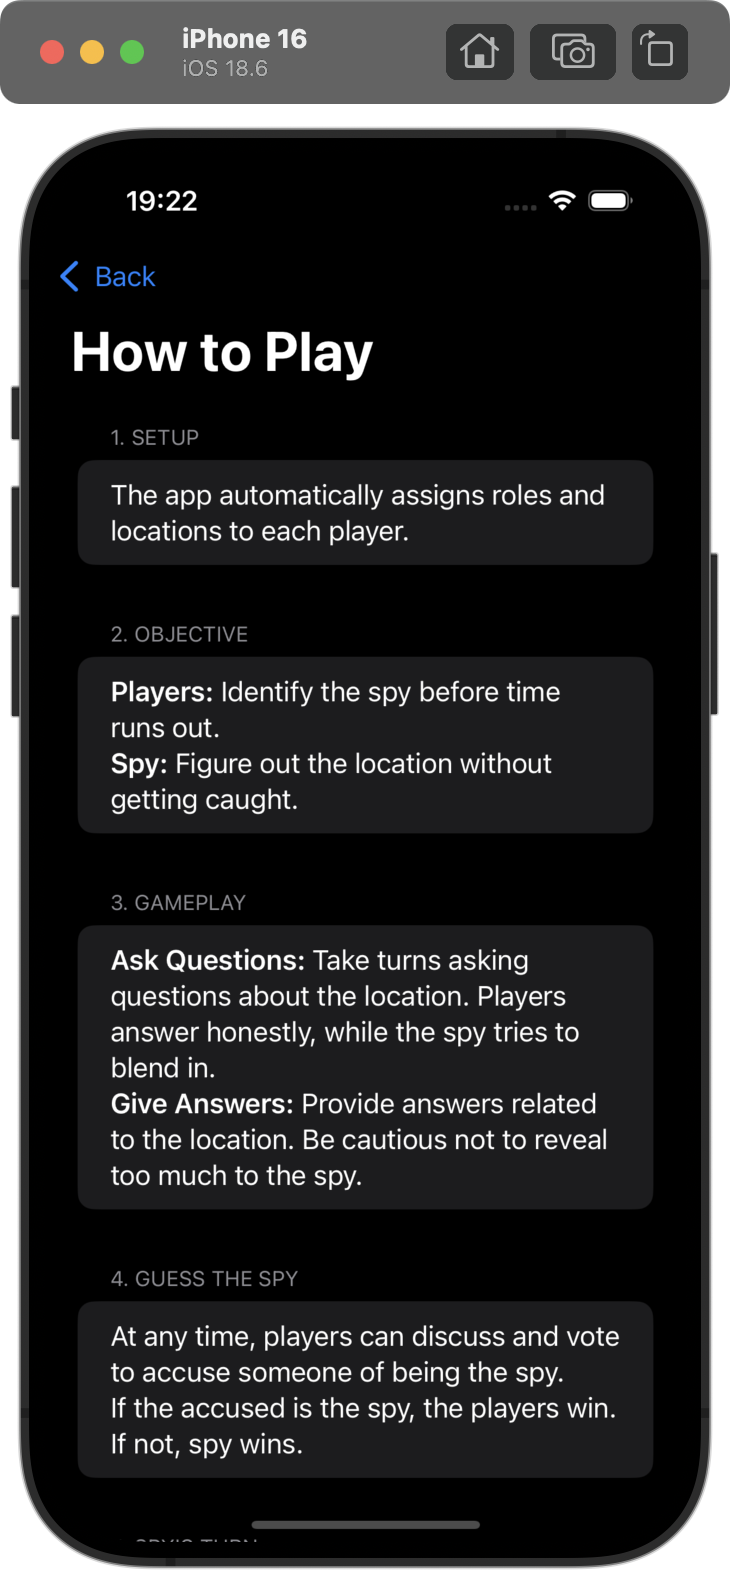 iPhone 16
iOS 18.6
19:22
Back
How to Play
1. SETUP
The app automatically assigns roles and
locations to each player.
2. OBJECTIVE
Players: Identify the spy before time
runs out.
Spy: Figure out the location without
getting caught.
3. GAMEPLAY
Ask Questions: Take turns asking
questions about the location. Players
answer honestly, while the spy tries to
blend in.
Give Answers: Provide answers related
to the location. Be cautious not to reveal
too much to the spy.
4. GUESS THE SPY
At any time, players can discuss and vote
to accuse someone of being the spy.
If the accused is the spy, the players win.
If not, spy wins.